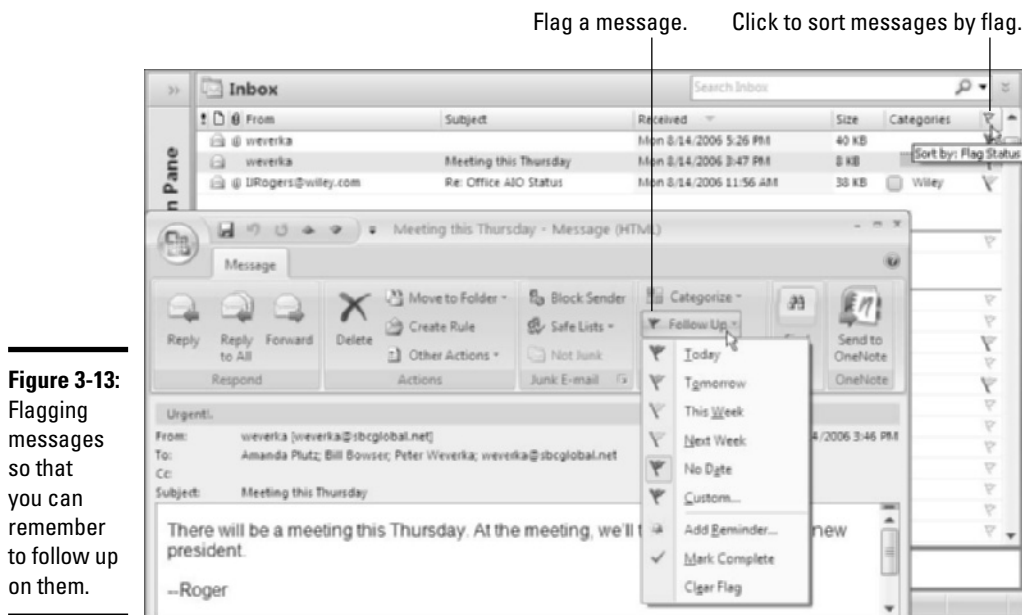 Flag a message. Click to sort messages by flag.
Inbox
Search Inbox
From Subject Received Size Categories
weverka Mon 8/14/2006 5:26 PM 40 KB
weverka Meeting this Thursday Mon 8/14/2006 3:47 PM 8 KB
Sort by: Flag Status
IJRogers@wiley.com Re: Office AIO Status Mon 8/14/2006 11:56 AM 38 KB Wiley
n Pane
Meeting this Thursday - Message (HTML)
Message
Reply
Reply to All
Forward
Respond
Delete
Move to Folder
Create Rule
Other Actions
Actions
Block Sender
Safe Lists
Not Junk
Junk E-mail
Categorize
Follow Up
Send to OneNote
OneNote
Today
Tomorrow
This Week
Next Week
No Date
Custom...
Add Reminder...
Mark Complete
Clear Flag
Urgent!.
From: weverka [weverka@sbcglobal.net] /2006 3:46 PM
To: Amanda Plutz; Bill Bowser; Peter Weverka; weverka@sbcglobal.net
Cc:
Subject: Meeting this Thursday
There will be a meeting this Thursday. At the meeting, we'll t new
president.
--Roger
Figure 3-13:
Flagging
messages
so that
you can
remember
to follow up
on them.